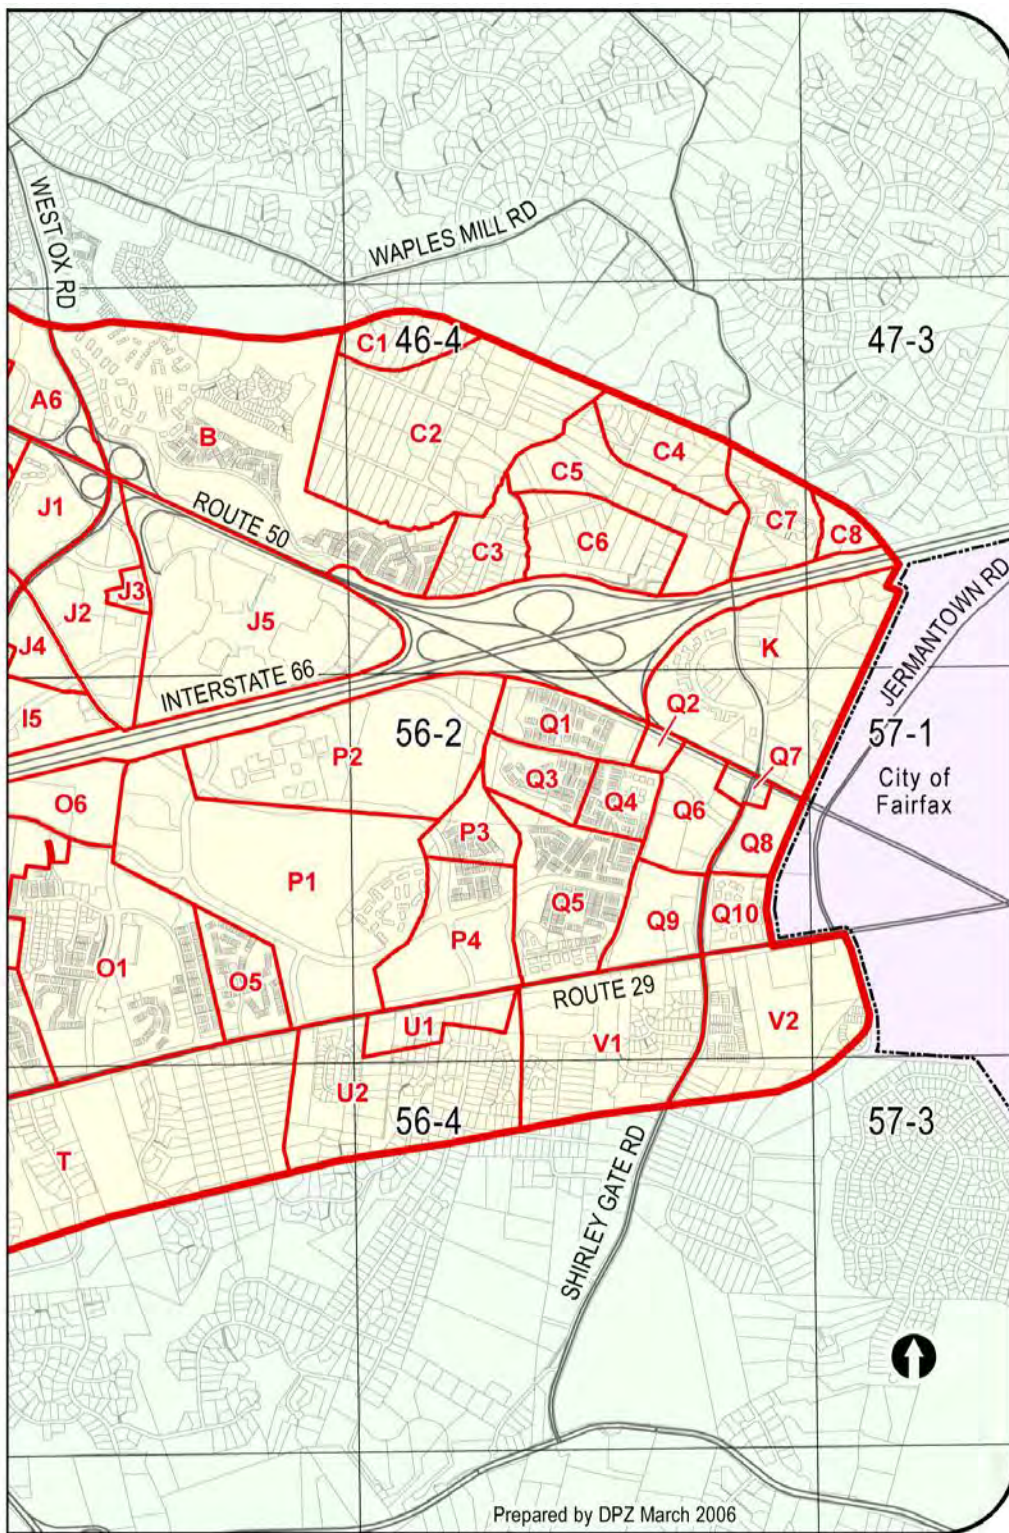 WEST OX RD
WAPLES MILL RD
C1
46-4
47-3
A6
B
C2
C4
C5
ROUTE 50
J1
C7
C8
C3
C6
J3
J2
J5
J4
K
JERMANTOWN RD
INTERSTATE 66
I5
Q1
Q2
56-2
57-1
P2
Q3
Q7
City of
Fairfax
O6
Q4
Q6
P3
Q8
P1
Q5
Q9
Q10
P4
O1
O5
ROUTE 29
U1
V1
V2
U2
56-4
57-3
T
SHIRLEY GATE RD
Prepared by DPZ March 2006